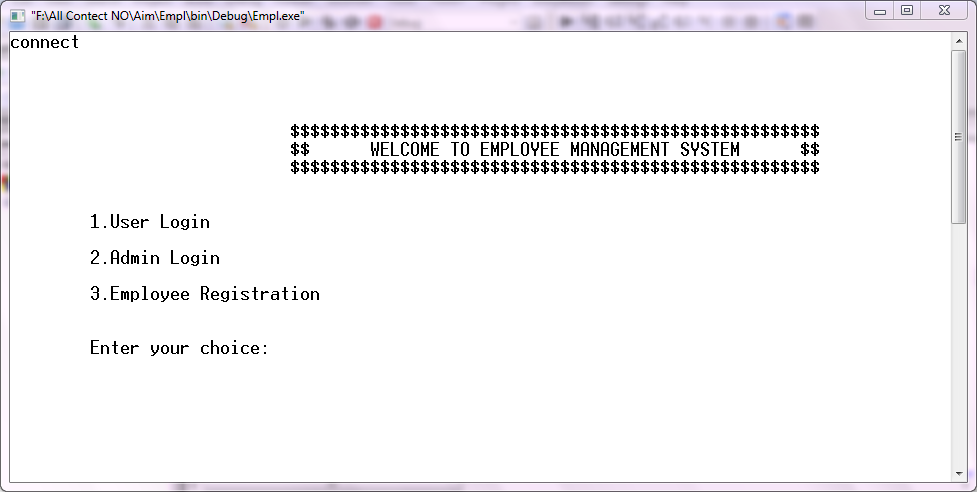 "F:\All Contect NO\Aim\Empl\bin\Debug\Empl.exe"
connect
$$$$$$$$$$$$$$$$$$$$$$$$$$$$$$$$$$$$$$$$$$$$$$$$$$$$$
$$      WELCOME TO EMPLOYEE MANAGEMENT SYSTEM      $$
$$$$$$$$$$$$$$$$$$$$$$$$$$$$$$$$$$$$$$$$$$$$$$$$$$$$$
1.User Login
2.Admin Login
3.Employee Registration
Enter your choice: